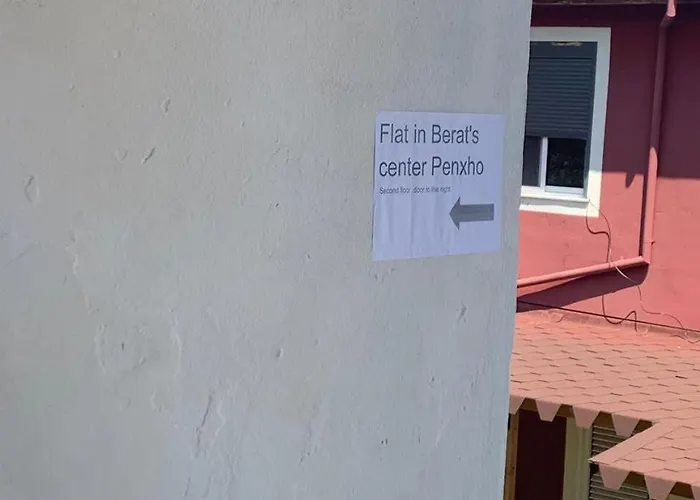 Flat in Berat's
center Penxho
Second floor ,door to the right